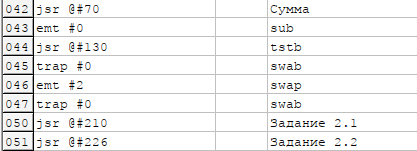 042 jsr @#70 Сумма
043 emt #0 sub
044 jsr @#130 tstb
045 trap #0 swab
046 emt #2 swap
047 trap #0 swab
050 jsr @#210 Задание 2.1
051 jsr @#226 Задание 2.2